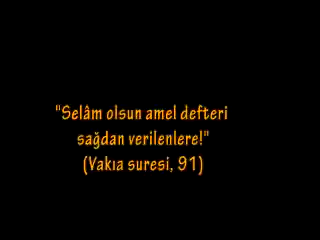 "Selâm olsun amel defteri
sağdan verilenlere!"
(Vakıa suresi, 91)